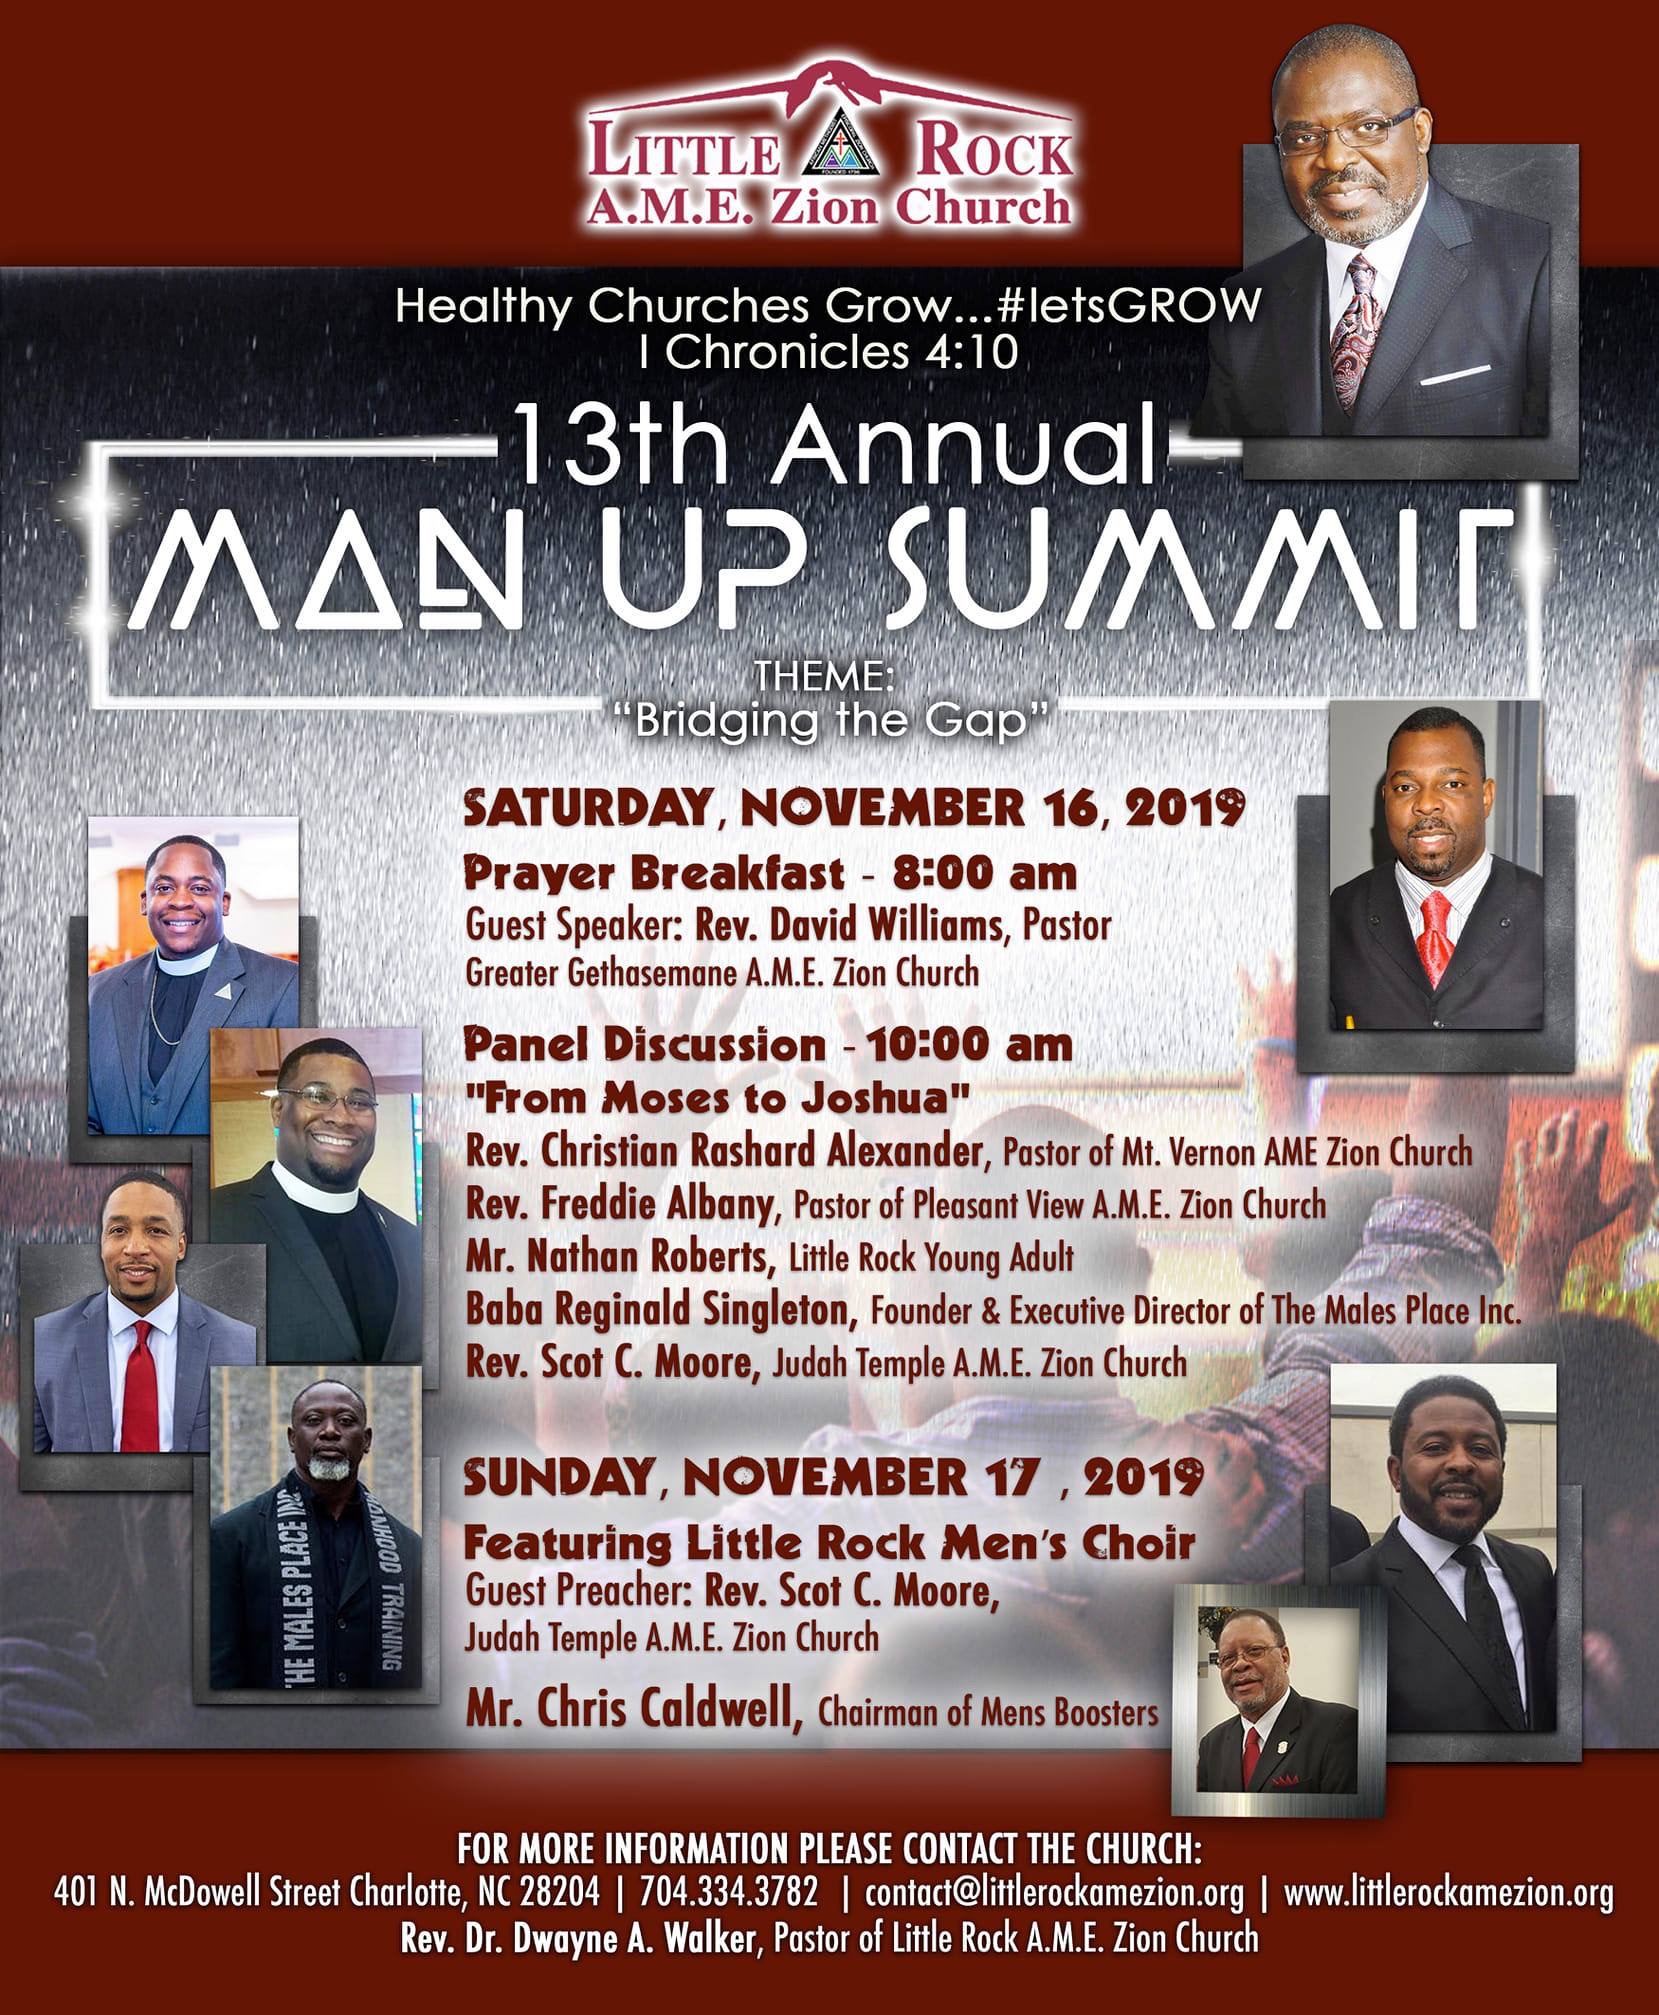 LITTLE ROCK
A.M.E. Zion Church
FOUNDED 1796
Healthy Churches Grow...#letsGROW
I Chronicles 4:10
13th Annual
MAN UP SUMMIT
THEME:
“Bridging the Gap”
SATURDAY, NOVEMBER 16, 2019
Prayer Breakfast - 8:00 am
Guest Speaker: Rev. David Williams, Pastor
Greater Gethasemane A.M.E. Zion Church
Panel Discussion - 10:00 am
"From Moses to Joshua"
Rev. Christian Rashard Alexander, Pastor of Mt. Vernon AME Zion Church
Rev. Freddie Albany, Pastor of Pleasant View A.M.E. Zion Church
Mr. Nathan Roberts, Little Rock Young Adult
Baba Reginald Singleton, Founder & Executive Director of The Males Place Inc.
Rev. Scot C. Moore, Judah Temple A.M.E. Zion Church
HE MALES PLACE INC.
MANHOOD TRAINING
SUNDAY, NOVEMBER 17 , 2019
Featuring Little Rock Men’s Choir
Guest Preacher: Rev. Scot C. Moore,
Judah Temple A.M.E. Zion Church
Mr. Chris Caldwell, Chairman of Mens Boosters
FOR MORE INFORMATION PLEASE CONTACT THE CHURCH:
401 N. McDowell Street Charlotte, NC 28204 | 704.334.3782 | contact@littlerockamezion.org | www.littlerockamezion.org
Rev. Dr. Dwayne A. Walker, Pastor of Little Rock A.M.E. Zion Church